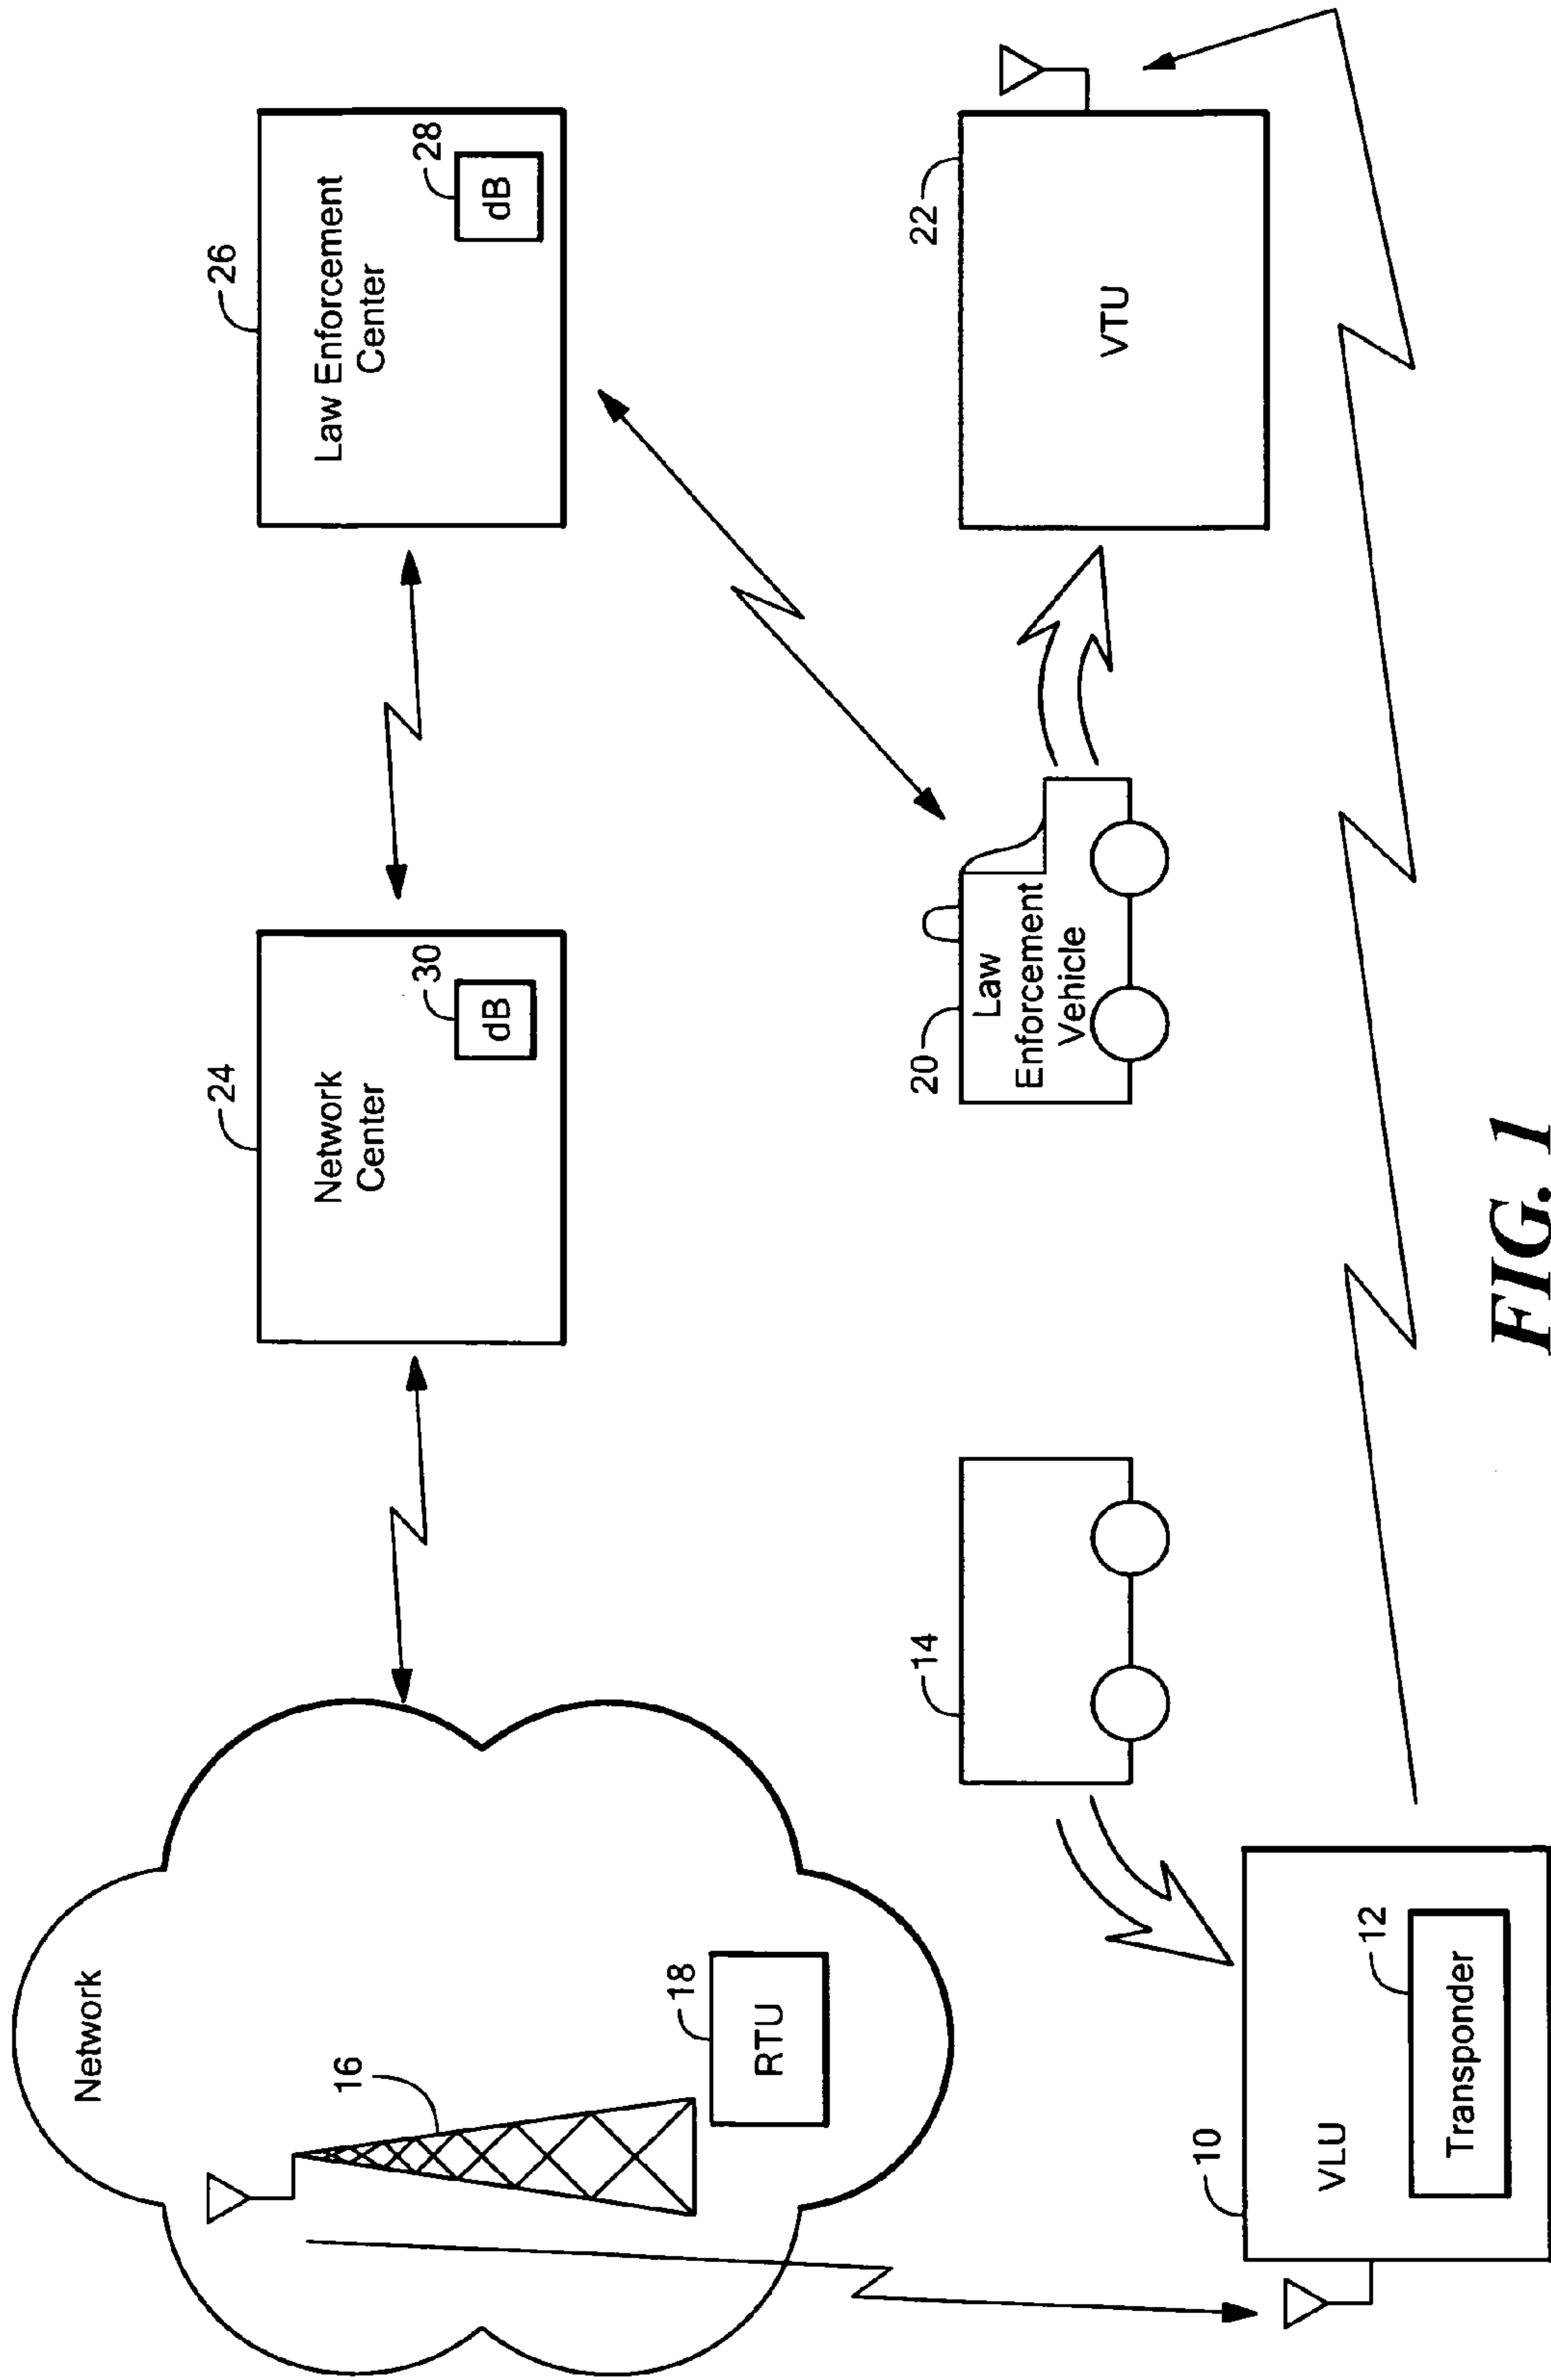 Network
16
18
RTU
24
Network
Center
30
dB
26
Law Enforcement
Center
28
dB
14
20
Law
Enforcement
Vehicle
22
VTU
10
VLU
12
Transponder
FIG. 1